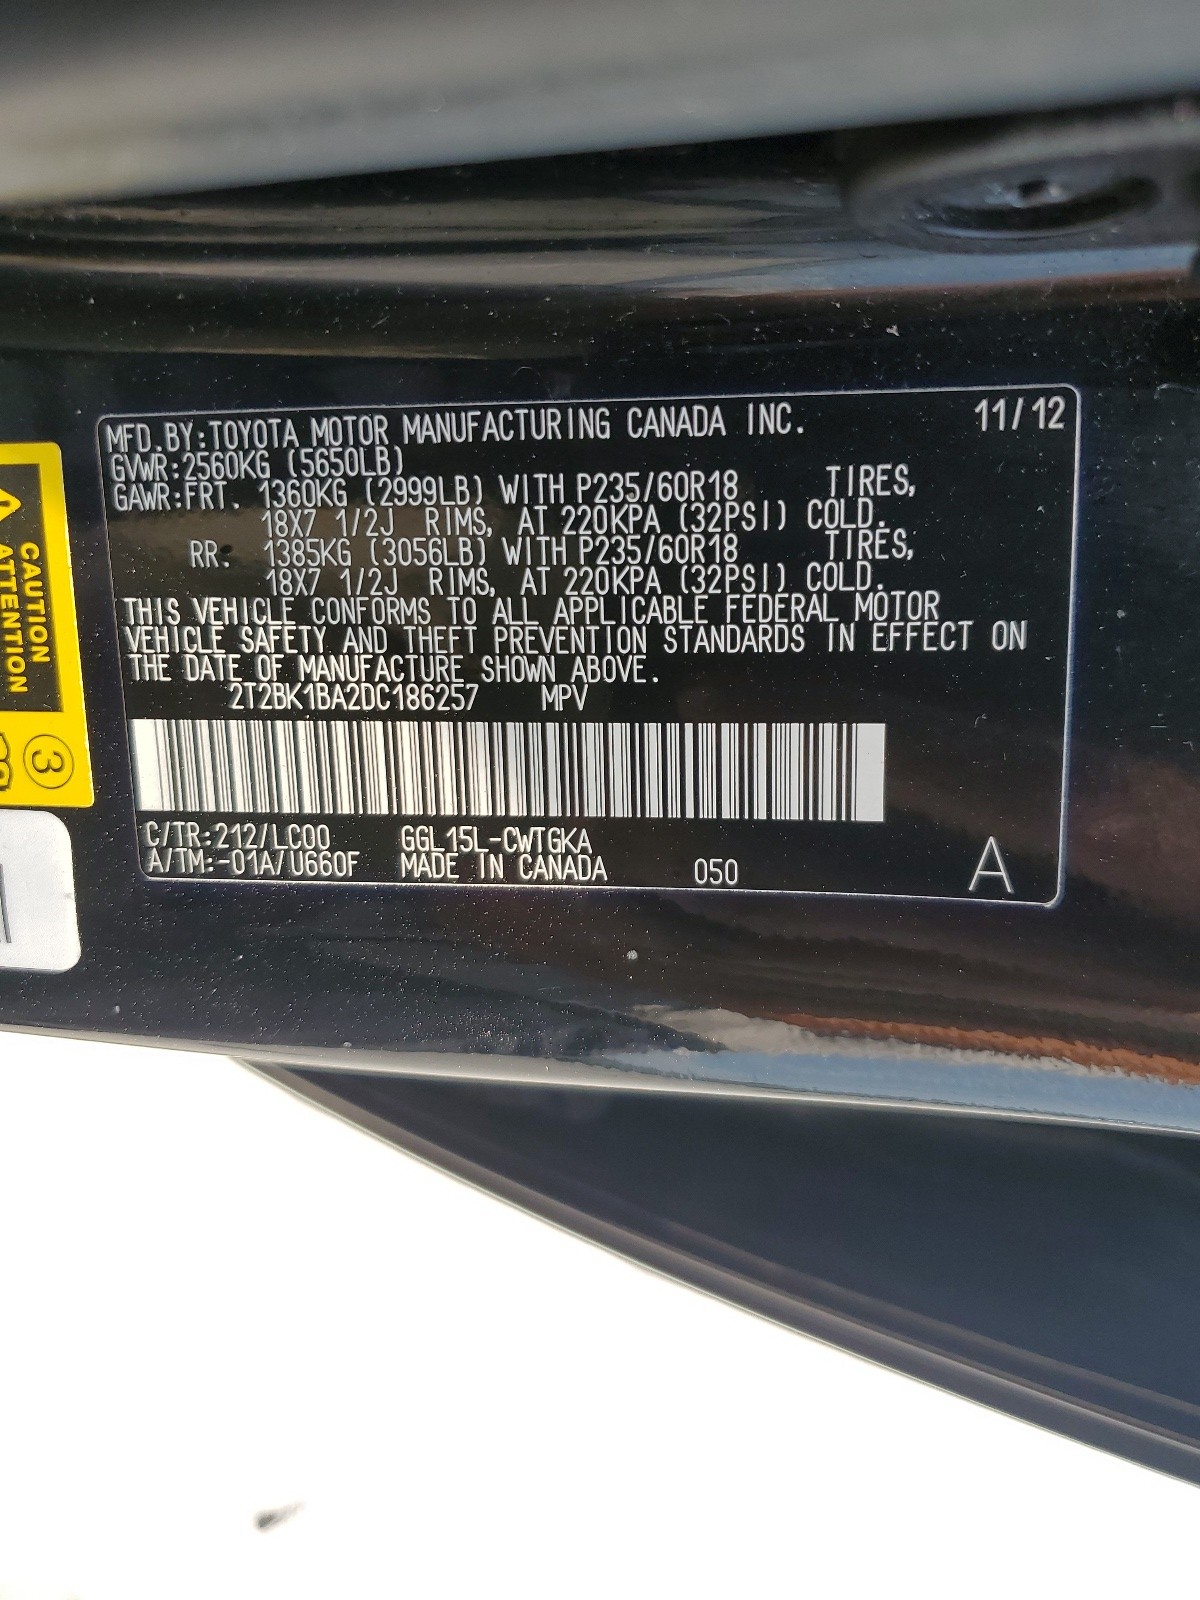 MFD. BY: TOYOTA MOTOR MANUFACTURING CANADA INC. 11/12
GVWR: 2560KG (5650LB)
GAWR: FRT. 1360KG (2999LB) WITH P235/60R18 TIRES,
18X7 1/2J RIMS, AT 220KPA (32PSI) COLD.
RR. 1385KG (3056LB) WITH P235/60R18 TIRES,
18X7 1/2J RIMS, AT 220KPA (32PSI) COLD.
THIS VEHICLE CONFORMS TO ALL APPLICABLE FEDERAL MOTOR
VEHICLE SAFETY AND THEFT PREVENTION STANDARDS IN EFFECT ON
THE DATE OF MANUFACTURE SHOWN ABOVE.
2T2BK1BA2DC186257 MPV
C/TR: 212/LC00 GGL15L-CWTGKA
A/TM: -01A/U660F MADE IN CANADA 050 A
CAUTION
ATTENTION
3